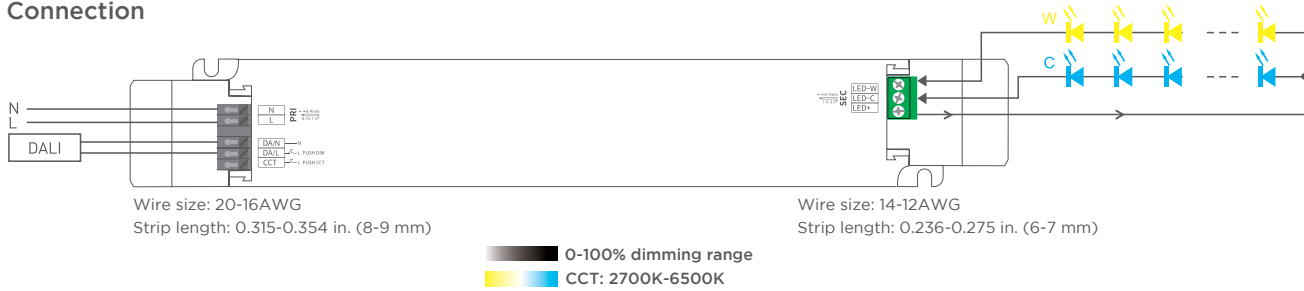 Connection
W
C
N
L
DALI
N
L
PRI
8-9mm
DA/N
N
DA/L
L PUSH DIM
CCT
L PUSH CCT
SEC
LED-W
LED-C
LED+
Wire size: 20-16AWG
Strip length: 0.315-0.354 in. (8-9 mm)
Wire size: 14-12AWG
Strip length: 0.236-0.275 in. (6-7 mm)
0-100% dimming range
CCT: 2700K-6500K